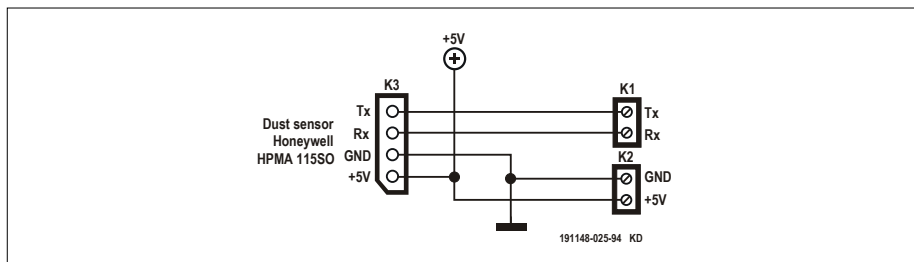 +5V
K3
K1
Tx
Tx
Dust sensor
Rx
Rx
Honeywell
K2
HPMA 115SO
GND
GND
+5V
+5V
191148-025-94 KD